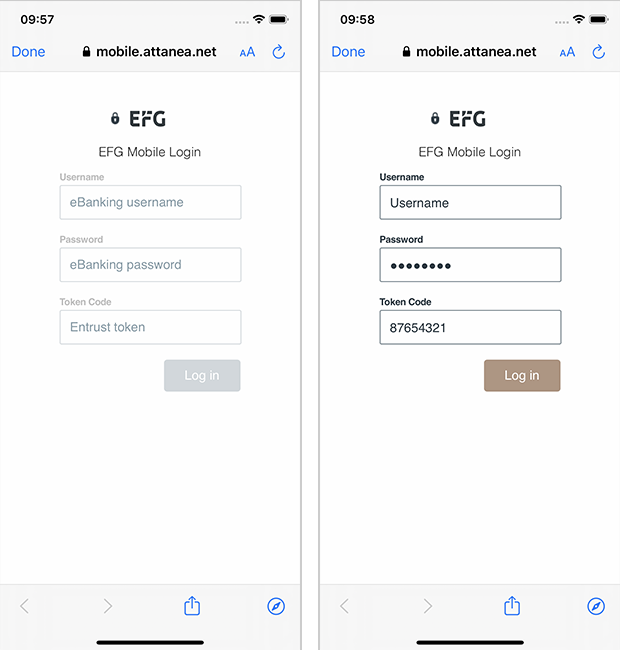 09:57
Done mobile.attanea.net AA
EFG
EFG Mobile Login
Username
eBanking username
Password
eBanking password
Token Code
Entrust token
Log in
09:58
Done mobile.attanea.net AA
EFG
EFG Mobile Login
Username
Username
Password
●●●●●●●●
Token Code
87654321
Log in